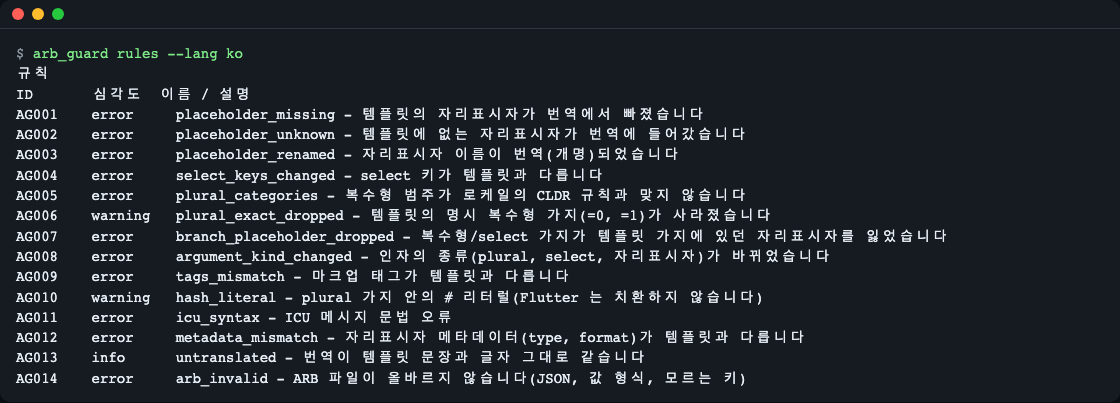 $ arb_guard rules --lang ko
규칙
ID 심각도 이름 / 설명
AG001 error placeholder_missing – 템플릿의 자리표시자가 번역에서 빠졌습니다
AG002 error placeholder_unknown – 템플릿에 없는 자리표시자가 번역에 들어갔습니다
AG003 error placeholder_renamed – 자리표시자 이름이 번역(개명)되었습니다
AG004 error select_keys_changed – select 키가 템플릿과 다릅니다
AG005 error plural_categories – 복수형 범주가 로케일의 CLDR 규칙과 맞지 않습니다
AG006 warning plural_exact_dropped – 템플릿의 명시 복수형 가지(=0, =1)가 사라졌습니다
AG007 error branch_placeholder_dropped – 복수형/select 가지가 템플릿 가지에 있던 자리표시자를 잃었습니다
AG008 error argument_kind_changed – 인자의 종류(plural, select, 자리표시자)가 바뀌었습니다
AG009 error tags_mismatch – 마크업 태그가 템플릿과 다릅니다
AG010 warning hash_literal – plural 가지 안의 # 리터럴(Flutter 는 치환하지 않습니다)
AG011 error icu_syntax – ICU 메시지 문법 오류
AG012 error metadata_mismatch – 자리표시자 메타데이터(type, format)가 템플릿과 다릅니다
AG013 info untranslated – 번역이 템플릿 문장과 글자 그대로 같습니다
AG014 error arb_invalid – ARB 파일이 올바르지 않습니다(JSON, 값 형식, 모르는 키)